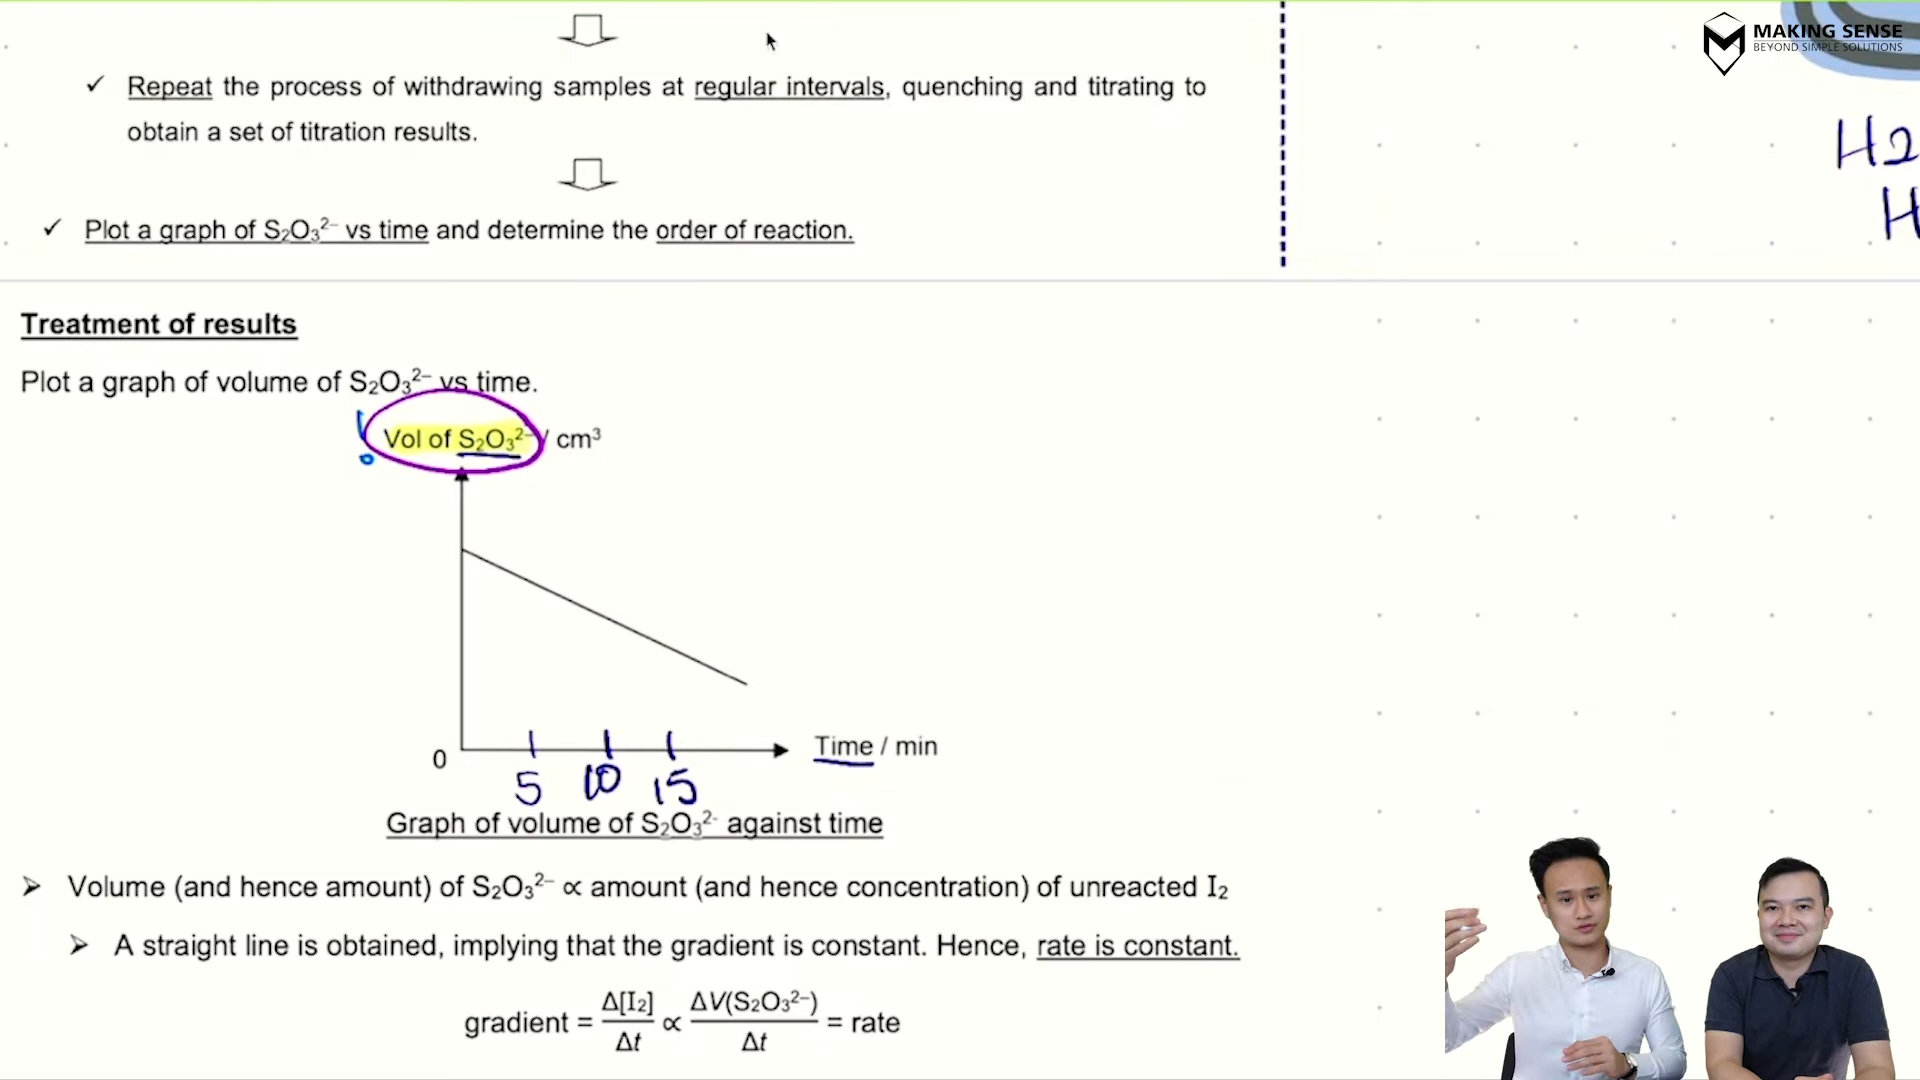 MAKING SENSE
BEYOND SIMPLE SOLUTIONS
✓ Repeat the process of withdrawing samples at regular intervals, quenching and titrating to
obtain a set of titration results.
H2
H
✓ Plot a graph of S₂O₃²⁻ vs time and determine the order of reaction.
Treatment of results
Plot a graph of volume of S₂O₃²⁻ vs time.
! Vol of S₂O₃²⁻ / cm³
0
Time / min
5 10 15
Graph of volume of S₂O₃²⁻ against time
➢ Volume (and hence amount) of S₂O₃²⁻ ∝ amount (and hence concentration) of unreacted I₂
➢ A straight line is obtained, implying that the gradient is constant. Hence, rate is constant.
gradient = Δ[I₂]/Δt ∝ ΔV(S₂O₃²⁻)/Δt = rate